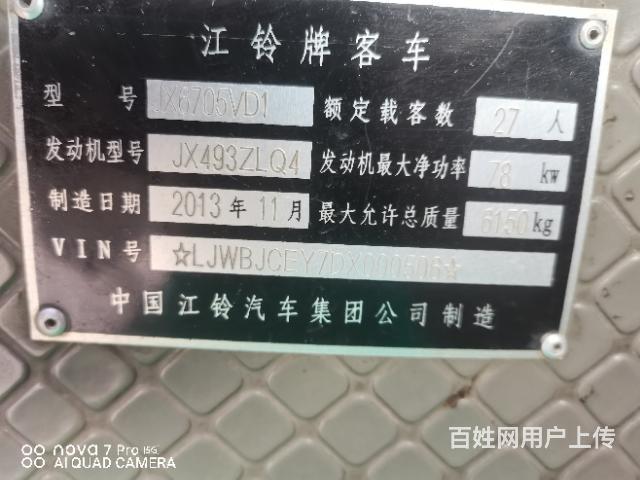 江铃牌客车
型 号 JX6705VD1 额定载客数 27 人
发动机型号 JX493ZLQ4 发动机最大净功率 78 kw
制造日期 2013 年 11 月 最大允许总质量 6150 kg
VIN号
中国江铃汽车集团公司制造
nova 7 Pro 5G
AI QUAD CAMERA
百姓网用户上传